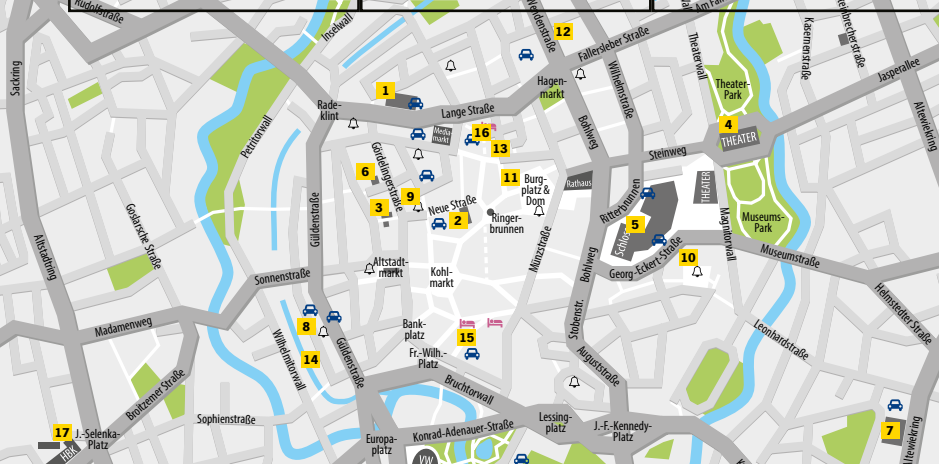 Rudolfstraße
Inselwall
Wendenstraße
12
Fallersleber Straße
Am Fal
Theaterwall
Kasernenstraße
Sackring
Hagen-
markt
Wilhelmstraße
Jasperallee
1
Theater-
Park
Rade-
klint
Lange Straße
Altewiekring
Petritorwall
Media-
markt
16
Bohlweg
4
THEATER
13
Steinweg
6
Gördelingerstraße
11
Burg-
platz &
Dom
Rathaus
THEATER
Ritterbrunnen
Goslarsche Straße
Güldenstraße
3
9
Neue Straße
2
Ringer-
brunnen
5
Schloss
Museums-
Park
Magnitorwall
Altstadtring
Münzstraße
Bohlweg
Georg-Eckert-Straße
10
Museumstraße
Altstadt-
markt
Kohl-
markt
Sonnenstraße
Helmstedter Straße
Madamenweg
8
Wilhelmitorwall
14
Güldenstraße
Bank-
platz
15
Fr.-Wilh.-
Platz
Stobenstr.
Auguststraße
Leonhardstraße
Broitzemer Straße
Bruchtorwall
Sophienstraße
17
J.-Selenka-
Platz
HBK
Europa-
platz
Konrad-Adenauer-Straße
VW
Lessing-
platz
J.-F.-Kennedy-
Platz
7
ltewiekring